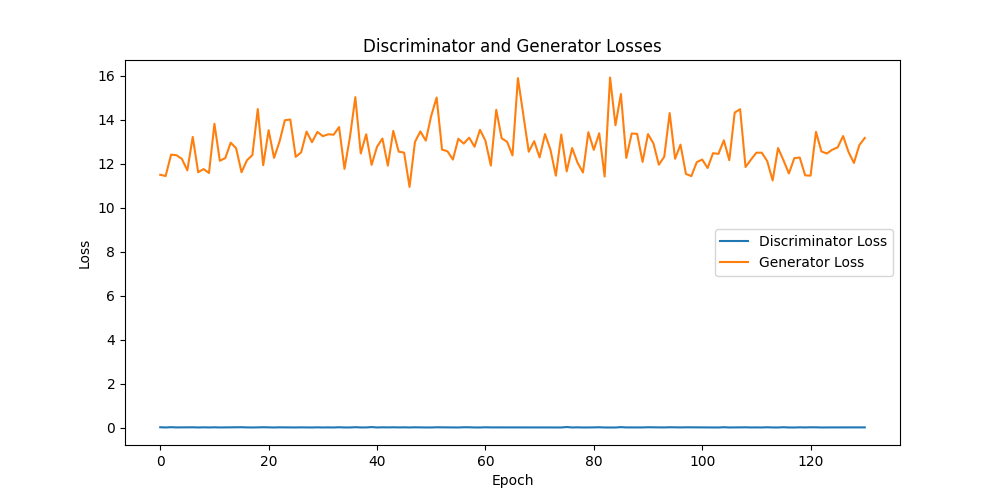 Discriminator and Generator Losses
16
14
12
10
8
6
4
2
0
Loss
Discriminator Loss
Generator Loss
0 20 40 60 80 100 120
Epoch